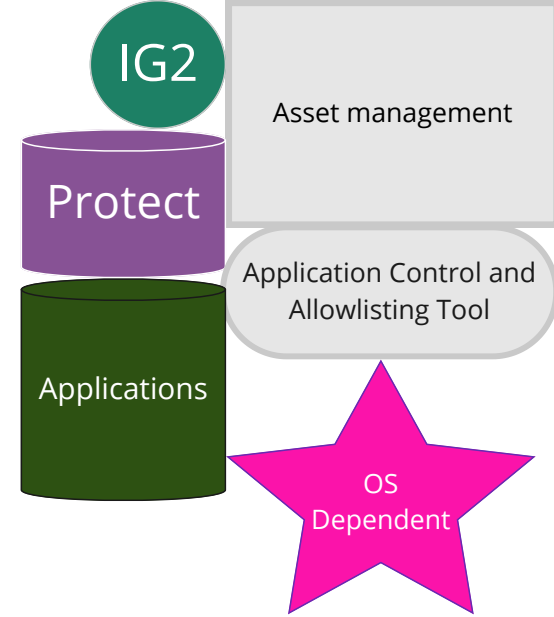 IG2
Asset management
Protect
Application Control and
Allowlisting Tool
Applications
OS
Dependent